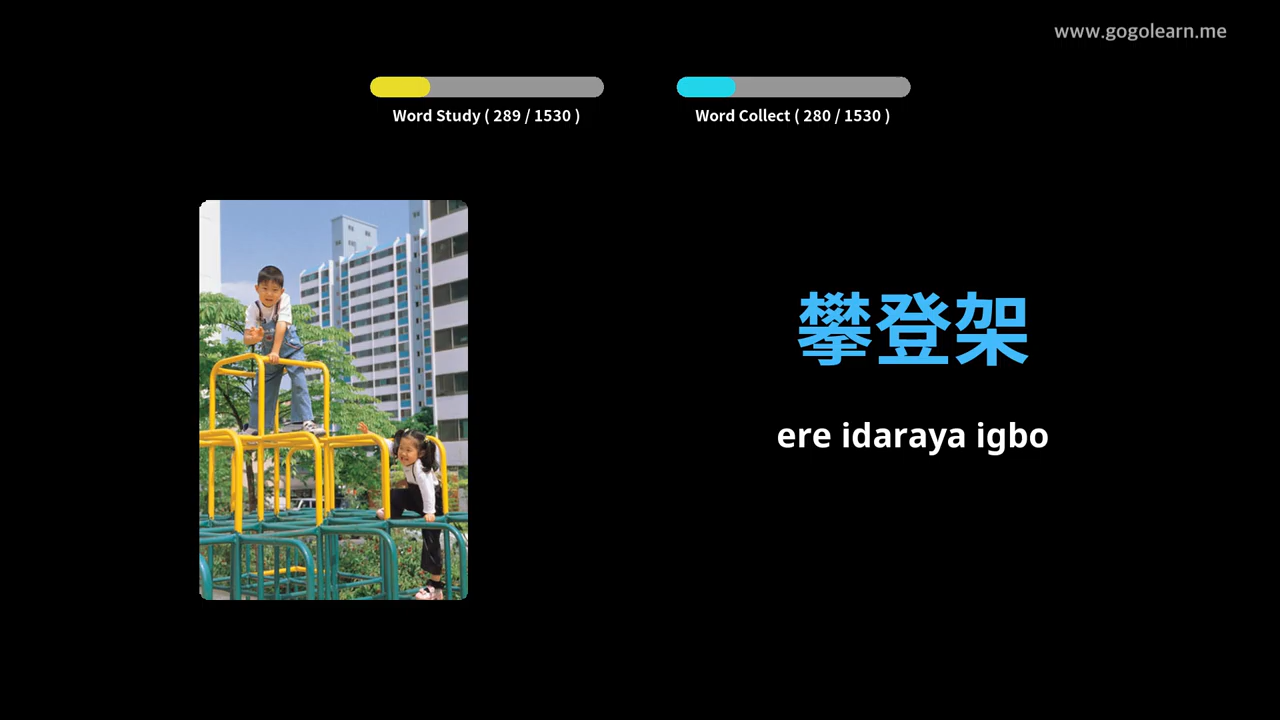 www.gogolearn.me
Word Study ( 289 / 1530 )
Word Collect ( 280 / 1530 )
攀登架
ere idaraya igbo